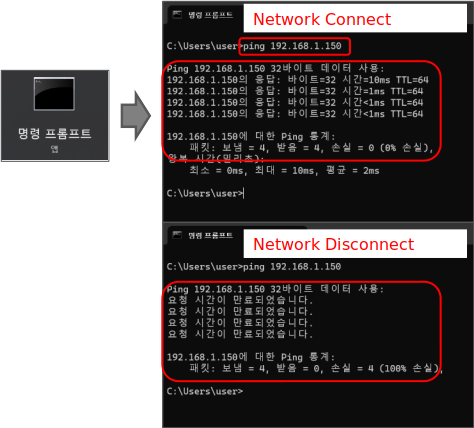 명령 프롬프트
앱
명령 프롬프트
Network Connect
C:\Users\user>ping 192.168.1.150
Ping 192.168.1.150 32바이트 데이터 사용:
192.168.1.150의 응답: 바이트=32 시간=10ms TTL=64
192.168.1.150의 응답: 바이트=32 시간=1ms TTL=64
192.168.1.150의 응답: 바이트=32 시간<1ms TTL=64
192.168.1.150의 응답: 바이트=32 시간<1ms TTL=64
192.168.1.150에 대한 Ping 통계:
패킷: 보냄 = 4, 받음 = 4, 손실 = 0 (0% 손실),
왕복 시간(밀리초):
최소 = 0ms, 최대 = 10ms, 평균 = 2ms
C:\Users\user>
명령 프롬프트
Network Disconnect
C:\Users\user>ping 192.168.1.150
Ping 192.168.1.150 32바이트 데이터 사용:
요청 시간이 만료되었습니다.
요청 시간이 만료되었습니다.
요청 시간이 만료되었습니다.
요청 시간이 만료되었습니다.
192.168.1.150에 대한 Ping 통계:
패킷: 보냄 = 4, 받음 = 0, 손실 = 4 (100% 손실),
C:\Users\user>